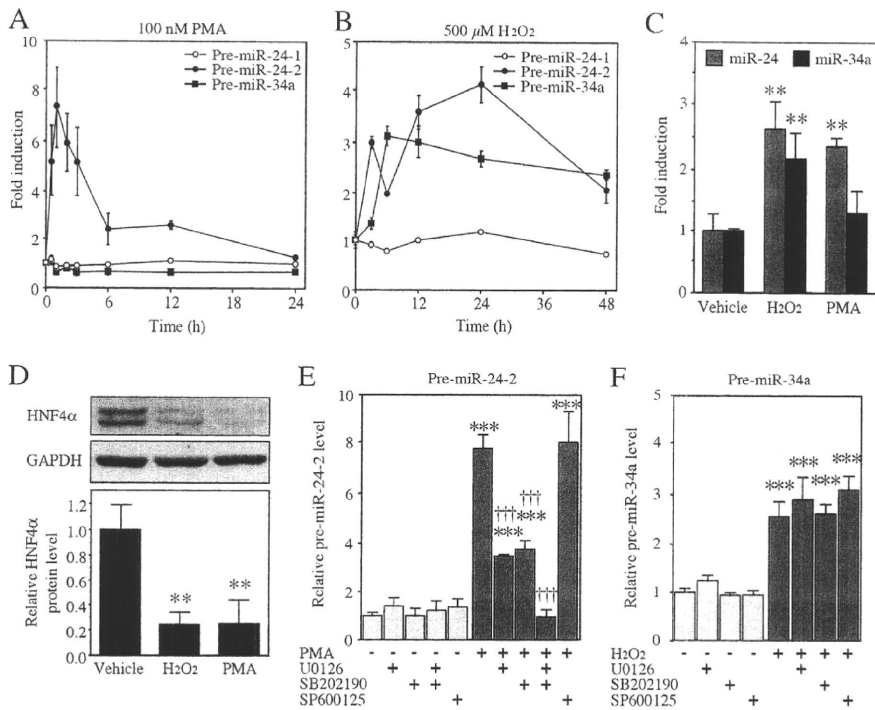 A
100 nM PMA
Fold induction
10
8
6
4
2
0
Pre-miR-24-1
Pre-miR-24-2
Pre-miR-34a
0 6 12 18 24
Time (h)
B
500 µM H2O2
Fold induction
5
4
3
2
1
0
Pre-miR-24-1
Pre-miR-24-2
Pre-miR-34a
0 12 24 36 48
Time (h)
C
Fold induction
4
3
2
1
0
miR-24 miR-34a
** ** **
Vehicle H2O2 PMA
D
HNF4α
GAPDH
Relative HNF4α
protein level
1.2
1.0
0.8
0.6
0.4
0.2
0.0
** **
Vehicle H2O2 PMA
E
Pre-miR-24-2
Relative pre-miR-24-2 level
10
8
6
4
2
0
*** ††† *** ††† *** ††† ***
PMA - - - - - + + + + +
U0126 + + + +
SB202190 + + + +
SP600125 + +
F
Pre-miR-34a
Relative pre-miR-34a level
5
4
3
2
1
0
*** *** *** ***
H2O2 - - - - + + + +
U0126 + +
SB202190 + +
SP600125 + +